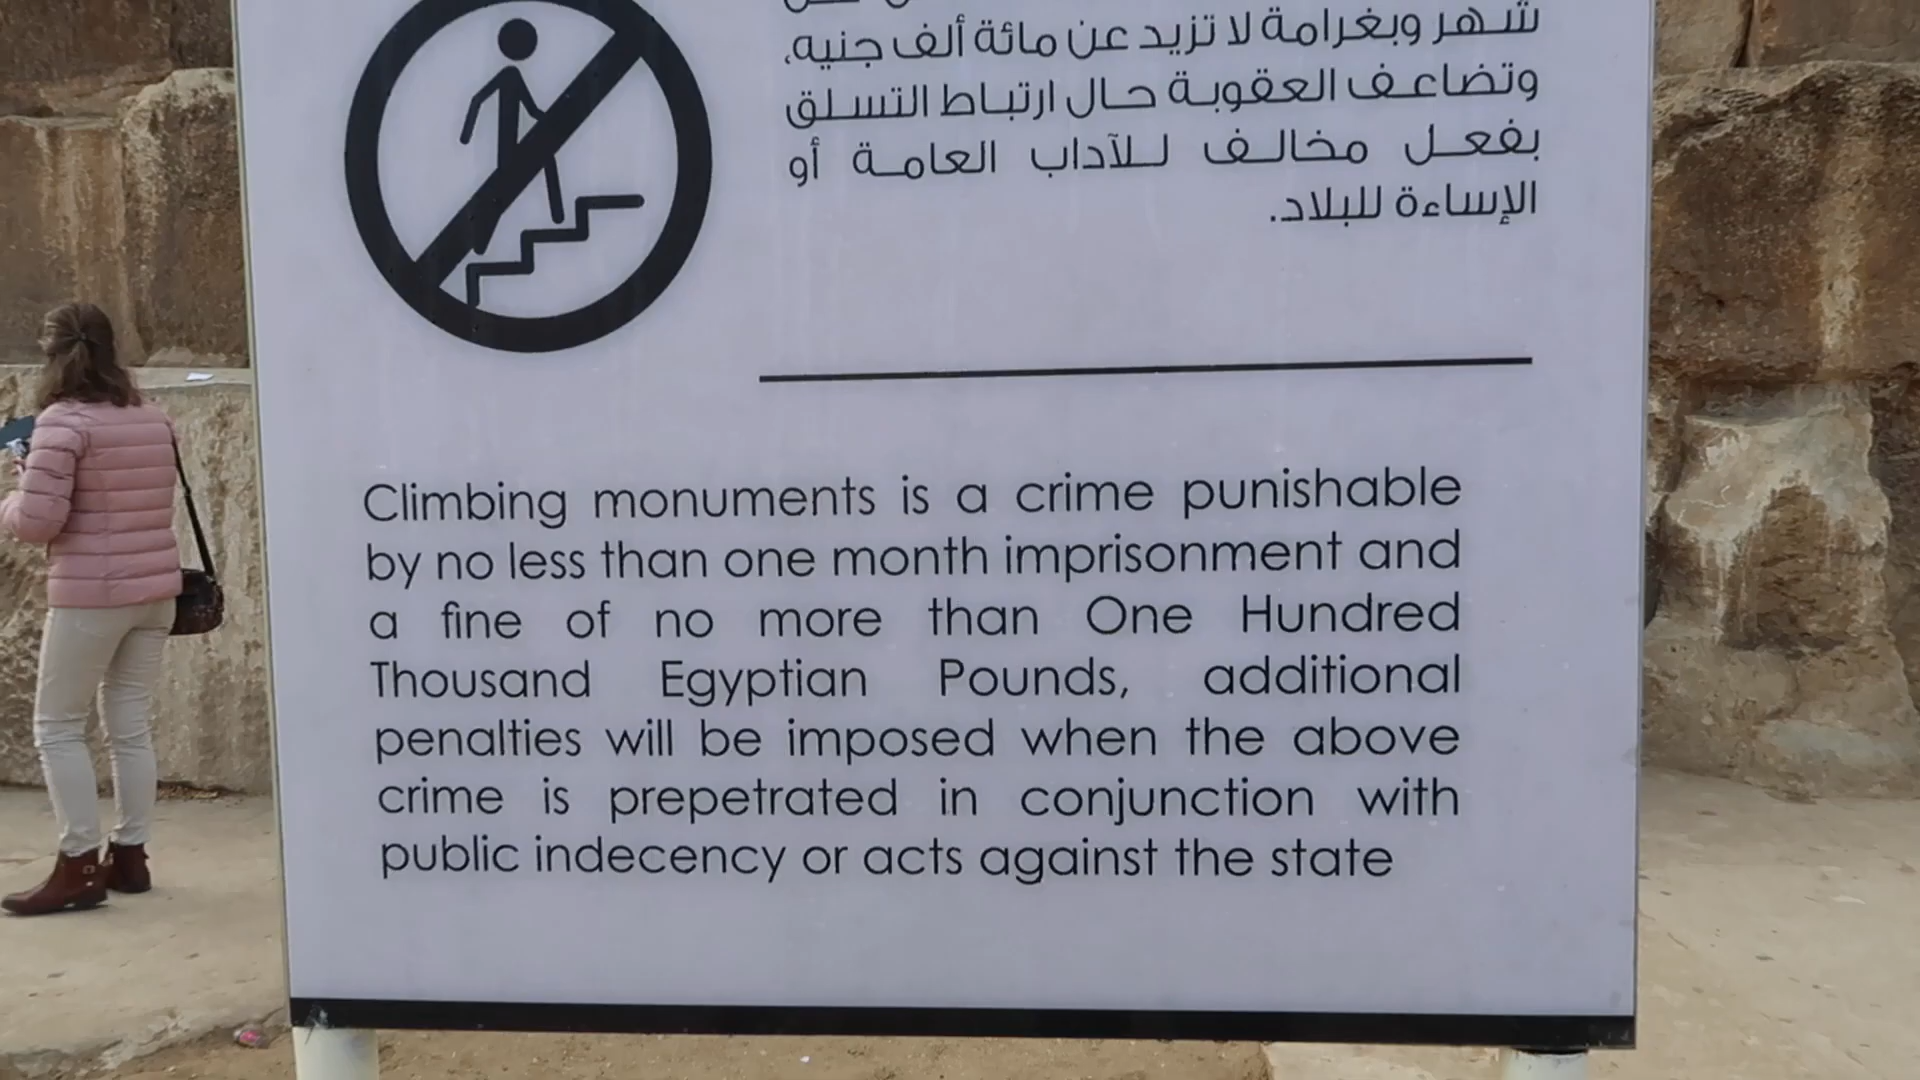 شهر وبغرامة لا تزيد عن مائة ألف جنيه،
وتضاعف العقوبة حال ارتباط التسلق
بفعل مخالف للآداب العامة أو
الإساءة للبلاد.
Climbing monuments is a crime punishable
by no less than one month imprisonment and
a fine of no more than One Hundred
Thousand Egyptian Pounds, additional
penalties will be imposed when the above
crime is prepetrated in conjunction with
public indecency or acts against the state